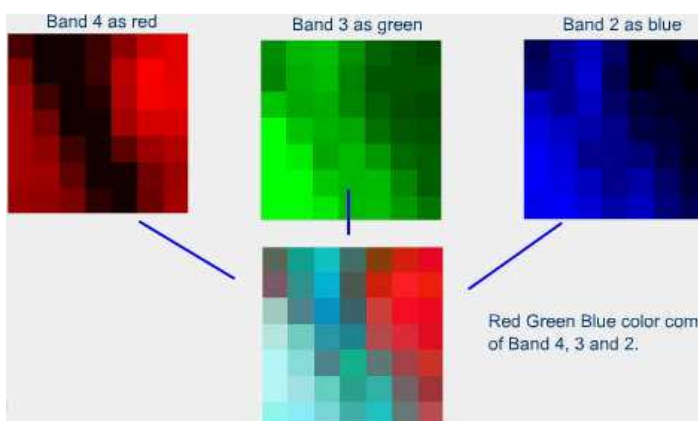 Band 4 as red
Band 3 as green
Band 2 as blue
Red Green Blue color com
of Band 4, 3 and 2.